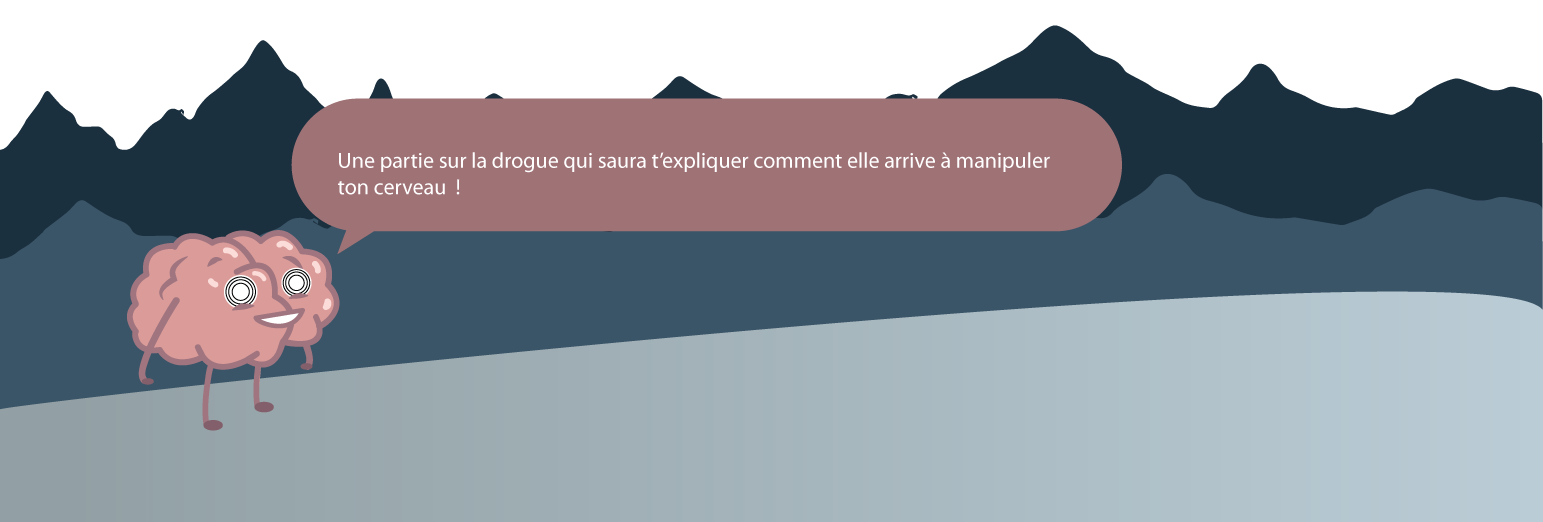 Une partie sur la drogue qui saura t’expliquer comment elle arrive à manipuler
ton cerveau  !